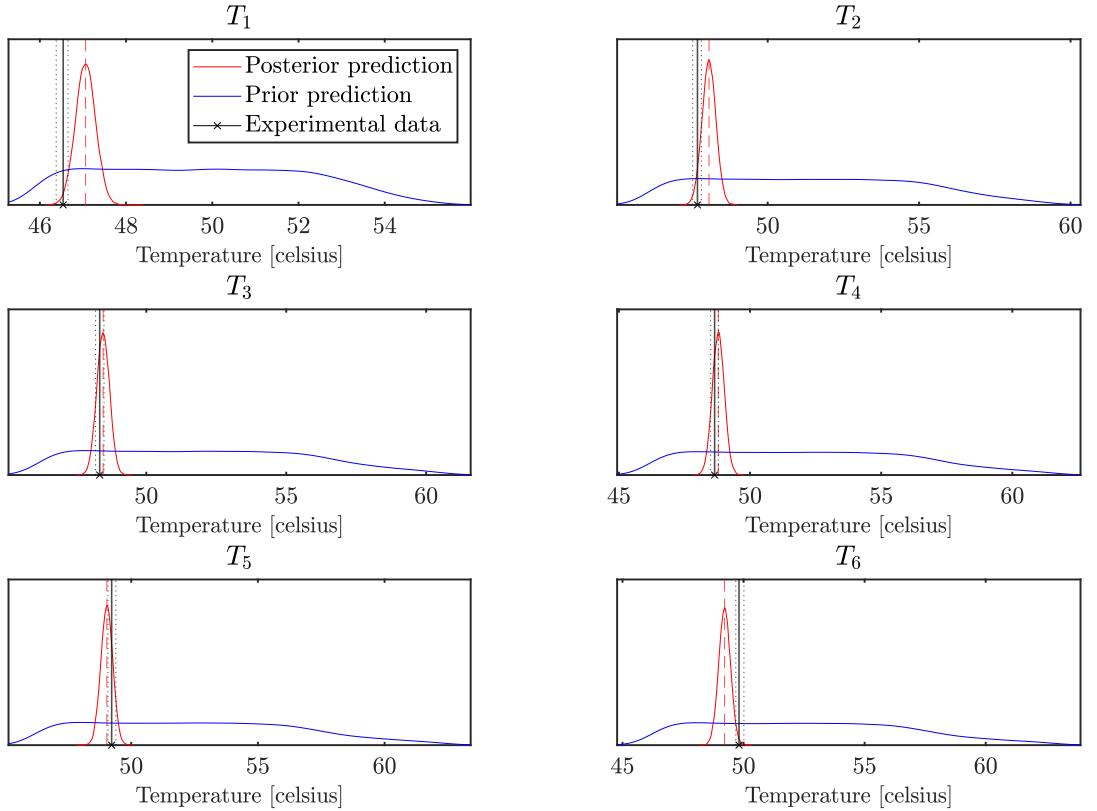 T1 T2
Posterior prediction
Prior prediction
Experimental data
46 48 50 52 54 50 55 60
Temperature [celsius] Temperature [celsius]
T3 T4
50 55 60 45 50 55 60
Temperature [celsius] Temperature [celsius]
T5 T6
50 55 60 45 50 55 60
Temperature [celsius] Temperature [celsius]